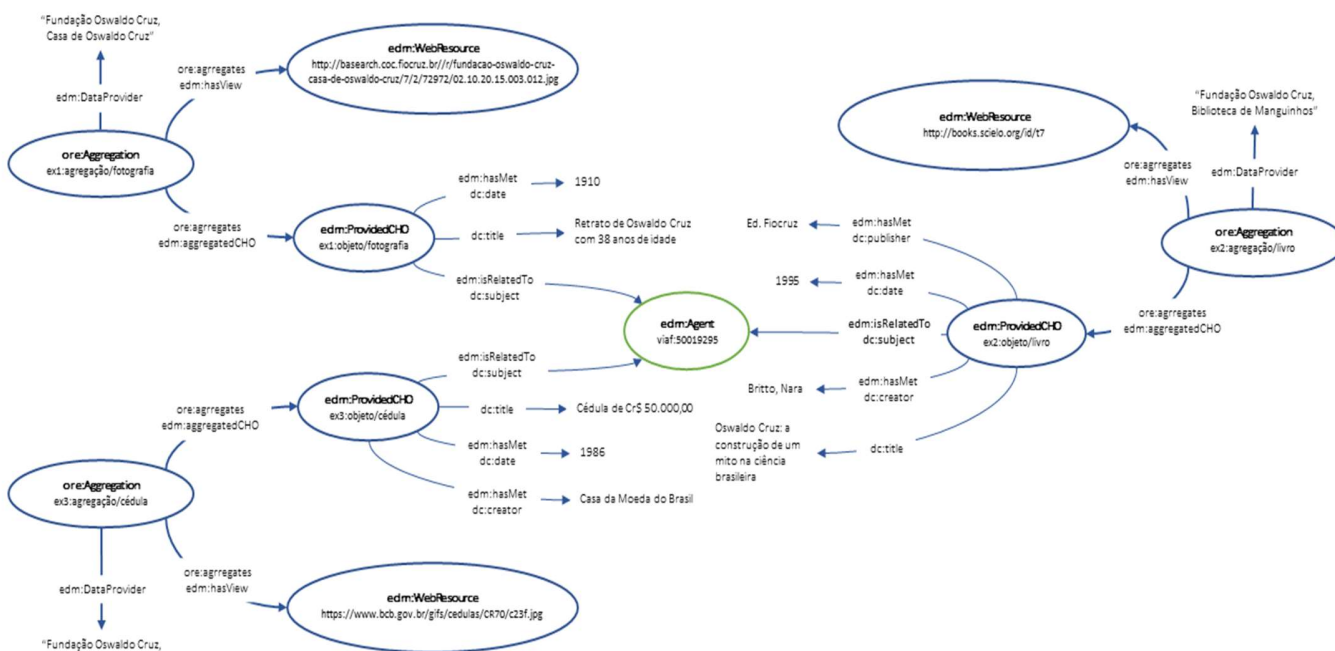 "Fundação Oswaldo Cruz,
Casa de Oswaldo Cruz"
edm:DataProvider
ore:agrregates
edm:hasView
edm:WebResource
http://basearch.coc.fiocruz.br//r/fundacao-oswaldo-cruz-
casa-de-oswaldo-cruz/7/2/72972/02.10.20.15.003.012.jpg
ore:Aggregation
ex1:agregação/fotografia
ore:agrregates
edm:aggregatedCHO
edm:ProvidedCHO
ex1:objeto/fotografia
edm:hasMet
dc:date
1910
dc:title
Retrato de Oswaldo Cruz
com 38 anos de idade
edm:isRelatedTo
dc:subject
edm:Agent
viaf:50019295
edm:WebResource
http://books.scielo.org/id/t7
"Fundação Oswaldo Cruz,
Biblioteca de Manguinhos"
edm:DataProvider
ore:agrregates
edm:hasView
ore:Aggregation
ex2:agregação/livro
ore:agrregates
edm:aggregatedCHO
edm:ProvidedCHO
ex2:objeto/livro
Ed. Fiocruz
edm:hasMet
dc:publisher
1995
edm:hasMet
dc:date
edm:isRelatedTo
dc:subject
Britto, Nara
edm:hasMet
dc:creator
Oswaldo Cruz: a
construção de um
mito na ciência
brasileira
dc:title
edm:isRelatedTo
dc:subject
edm:ProvidedCHO
ex3:objeto/cédula
dc:title
Cédula de Cr$ 50.000,00
edm:hasMet
dc:date
1986
edm:hasMet
dc:creator
Casa da Moeda do Brasil
ore:agrregates
edm:aggregatedCHO
ore:Aggregation
ex3:agregação/cédula
edm:DataProvider
ore:agrregates
edm:hasView
edm:WebResource
https://www.bcb.gov.br/gifs/cedulas/CR70/c23f.jpg
"Fundação Oswaldo Cruz,